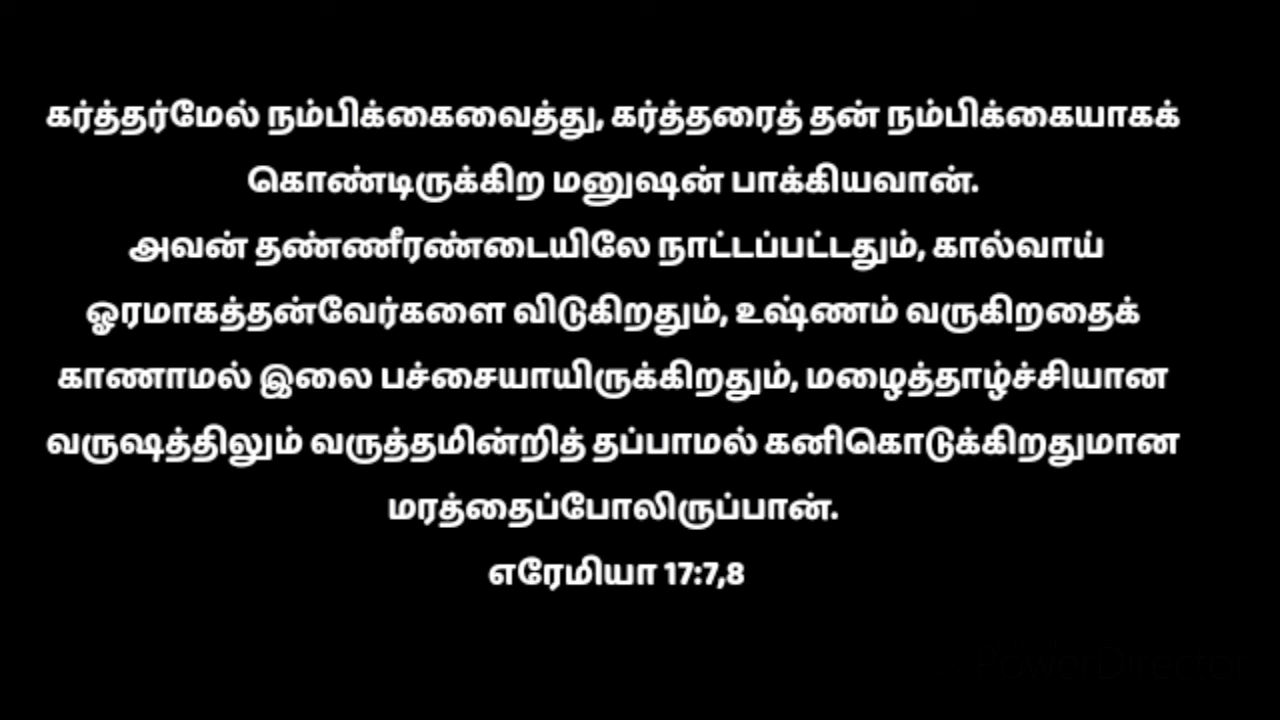 கர்த்தர்மேல் நம்பிக்கைவைத்து, கர்த்தரைத் தன் நம்பிக்கையாகக்
கொண்டிருக்கிற மனுஷன் பாக்கியவான்.
அவன் தண்ணீரண்டையிலே நாட்டப்பட்டதும், கால்வாய்
ஓரமாகத்தன்வேர்களை விடுகிறதும், உஷ்ணம் வருகிறதைக்
காணாமல் இலை பச்சையாயிருக்கிறதும், மழைத்தாழ்ச்சியான
வருஷத்திலும் வருத்தமின்றித் தப்பாமல் கனிகொடுக்கிறதுமான
மரத்தைப்போலிருப்பான்.
எரேமியா 17:7,8
PowerDirector